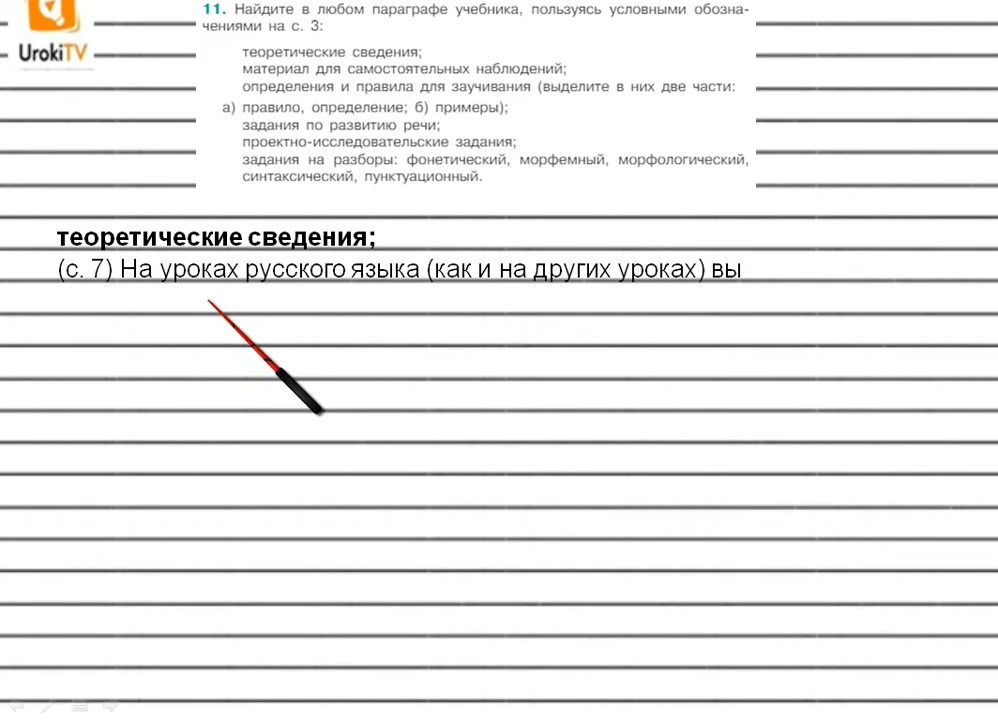 11. Найдите в любом параграфе учебника, пользуясь условными обозна-
чениями на с. 3:
теоретические сведения;
материал для самостоятельных наблюдений;
определения и правила для заучивания (выделите в них две части:
а) правило, определение; б) примеры);
задания по развитию речи;
проектно-исследовательские задания;
задания на разборы: фонетический, морфемный, морфологический,
синтаксический, пунктуационный.
UrokiTV
теоретические сведения;
(с. 7) На уроках русского языка (как и на других уроках) вы